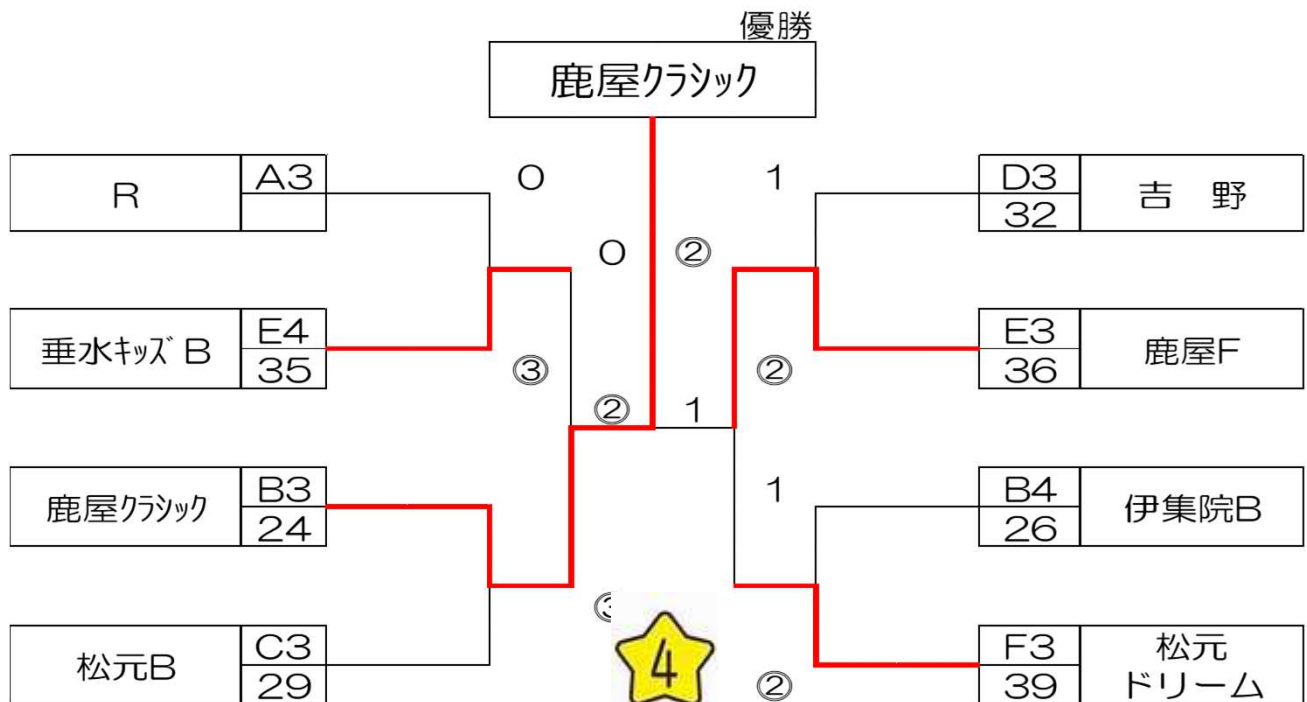 優勝
鹿屋クラシック
R
A3
0
1
D3
32
吉 野
0
②
垂水キッズB
E4
35
③
②
E3
36
鹿屋F
②
1
鹿屋クラシック
B3
24
1
B4
26
伊集院B
松元B
C3
29
4
②
F3
39
松元
ドリーム